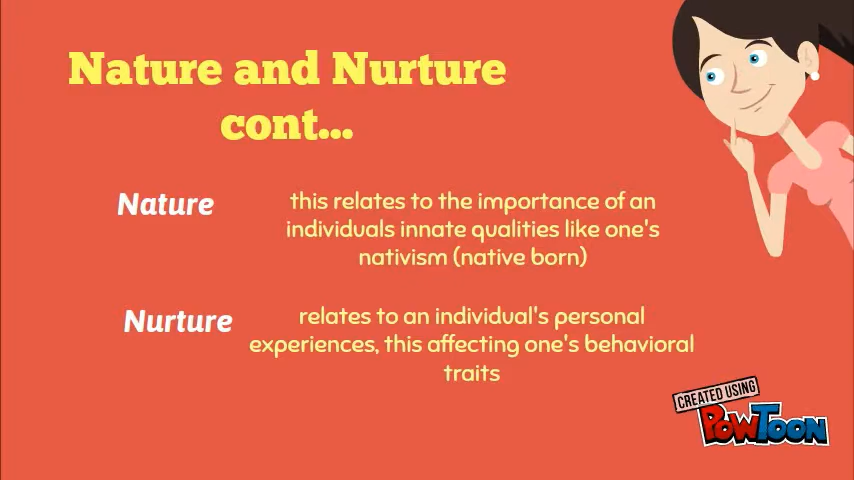 Nature and Nurture
cont...
Nature
this relates to the importance of an
individuals innate qualities like one's
nativism (native born)
Nurture
relates to an individual's personal
experiences, this affecting one's behavioral
traits
CREATED USING
POWTOON